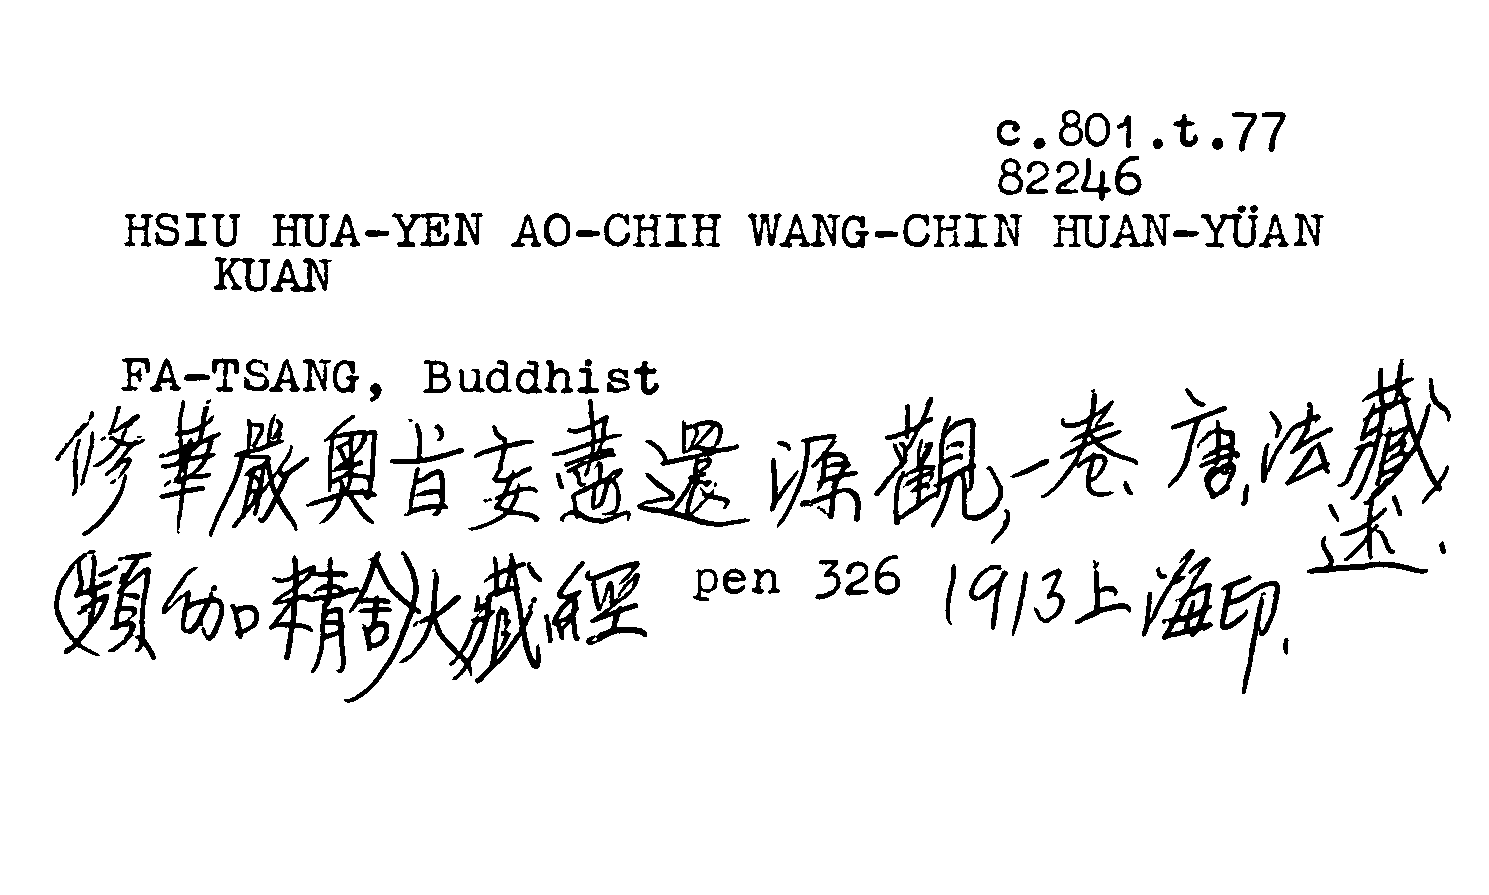 c.801.t.77
82246
HSIU HUA-YEN AO-CHIH WANG-CHIN HUAN-YÜAN
KUAN
FA-TSANG, Buddhist
修華嚴奧旨妄盡還源觀,一卷.唐,法藏述.
(頻伽精舍)大藏經 pen 326 1913上海印.